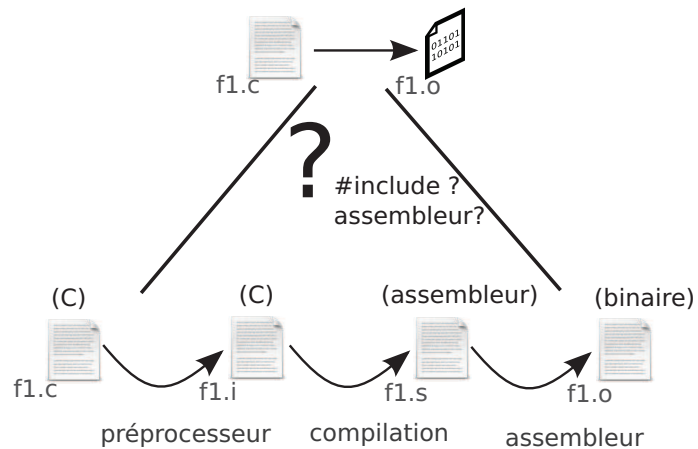 f1.c
f1.o
01101
10101
?
#include ?
assembleur?
(C)
(C)
(assembleur)
(binaire)
f1.c
f1.i
f1.s
f1.o
préprocesseur
compilation
assembleur